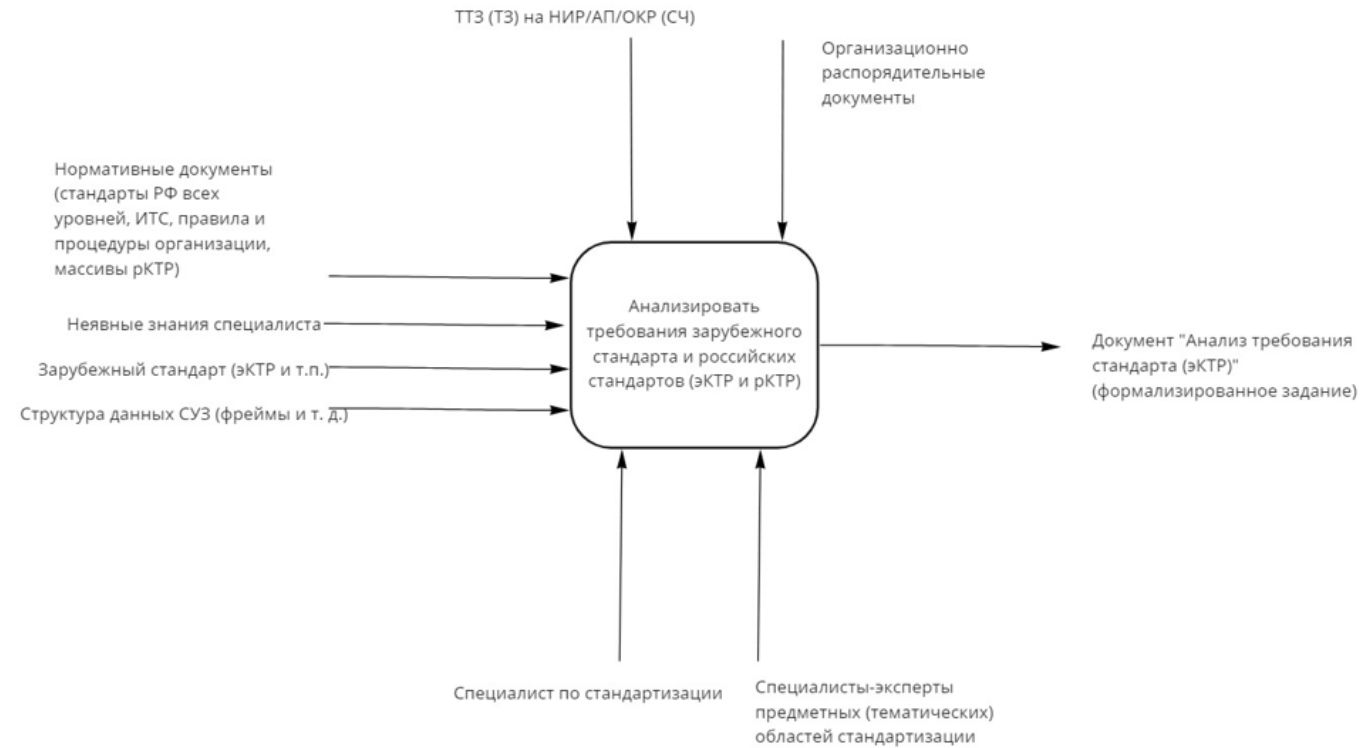 ТТЗ (ТЗ) на НИР/АП/ОКР (СЧ)
Организационно
распорядительные
документы
Нормативные документы
(стандарты РФ всех
уровней, ИТС, правила и
процедуры организации,
массивы рКТР)
Неявные знания специалиста
Зарубежный стандарт (эКТР и т.п.)
Структура данных СУЗ (фреймы и т. д.)
Анализировать
требования зарубежного
стандарта и российских
стандартов (эКТР и рКТР)
Документ "Анализ требования
стандарта (эКТР)"
(формализированное задание)
Специалист по стандартизации
Специалисты-эксперты
предметных (тематических)
областей стандартизации